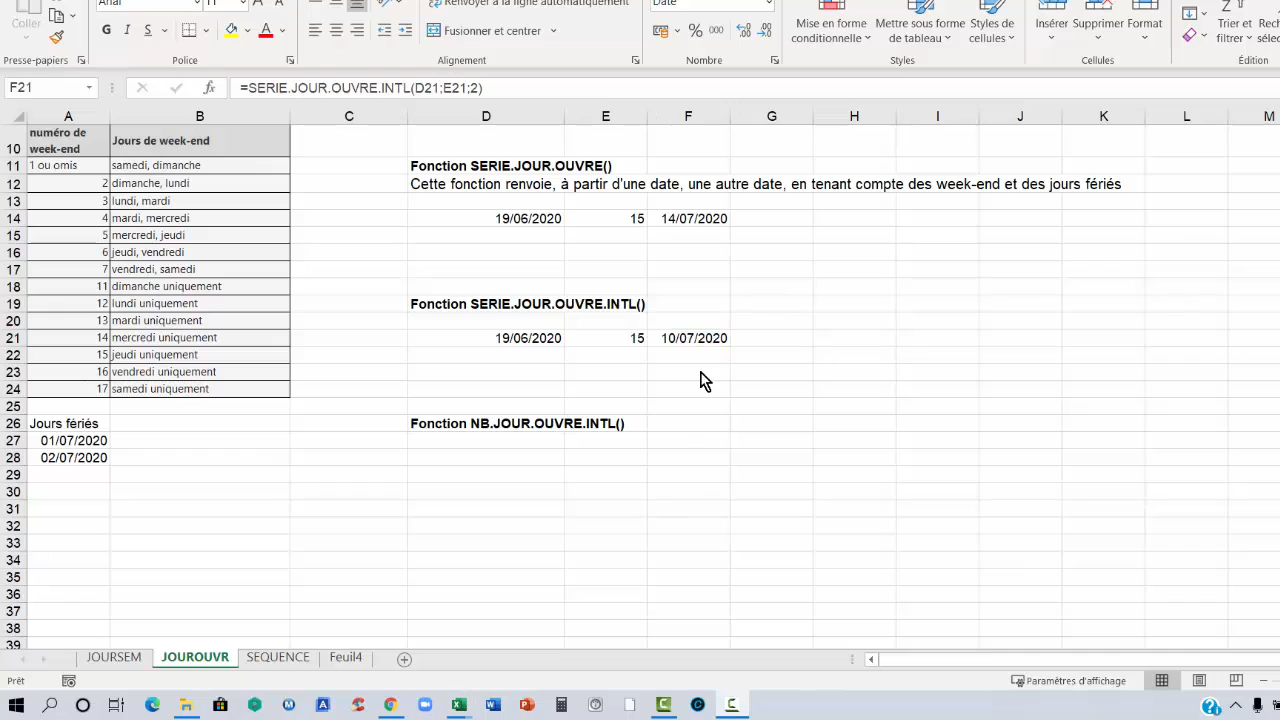 Arial
11
Renvoyer à la ligne automatiquement
Date
Coller
G I S A
Fusionner et centrer
% 000
Mise en forme conditionnelle
Mettre sous forme de tableau
Styles de cellules
Insérer Supprimer Format
Trier et filtrer
Presse-papiers Police Alignement Nombre Styles Cellules Édition
F21 fx =SERIE.JOUR.OUVRE.INTL(D21;E21;2)
A B C D E F G H I J K L M
10 numéro de week-end Jours de week-end
11 1 ou omis samedi, dimanche Fonction SERIE.JOUR.OUVRE()
12 2 dimanche, lundi Cette fonction renvoie, à partir d'une date, une autre date, en tenant compte des week-end et des jours fériés
13 3 lundi, mardi
14 4 mardi, mercredi 19/06/2020 15 14/07/2020
15 5 mercredi, jeudi
16 6 jeudi, vendredi
17 7 vendredi, samedi
18 11 dimanche uniquement
19 12 lundi uniquement Fonction SERIE.JOUR.OUVRE.INTL()
20 13 mardi uniquement
21 14 mercredi uniquement 19/06/2020 15 10/07/2020
22 15 jeudi uniquement
23 16 vendredi uniquement
24 17 samedi uniquement
25
26 Jours fériés Fonction NB.JOUR.OUVRE.INTL()
27 01/07/2020
28 02/07/2020
29
30
31
32
33
34
35
36
37
38
39
JOURSEM JOUROUVR SEQUENCE Feuil4
Prêt Paramètres d'affichage